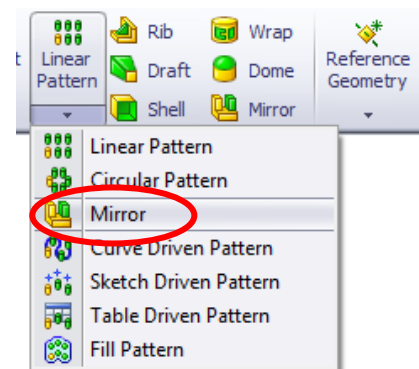 t Linear Pattern
Rib
Wrap
Draft
Dome
Shell
Mirror
Reference Geometry
Linear Pattern
Circular Pattern
Mirror
Curve Driven Pattern
Sketch Driven Pattern
Table Driven Pattern
Fill Pattern